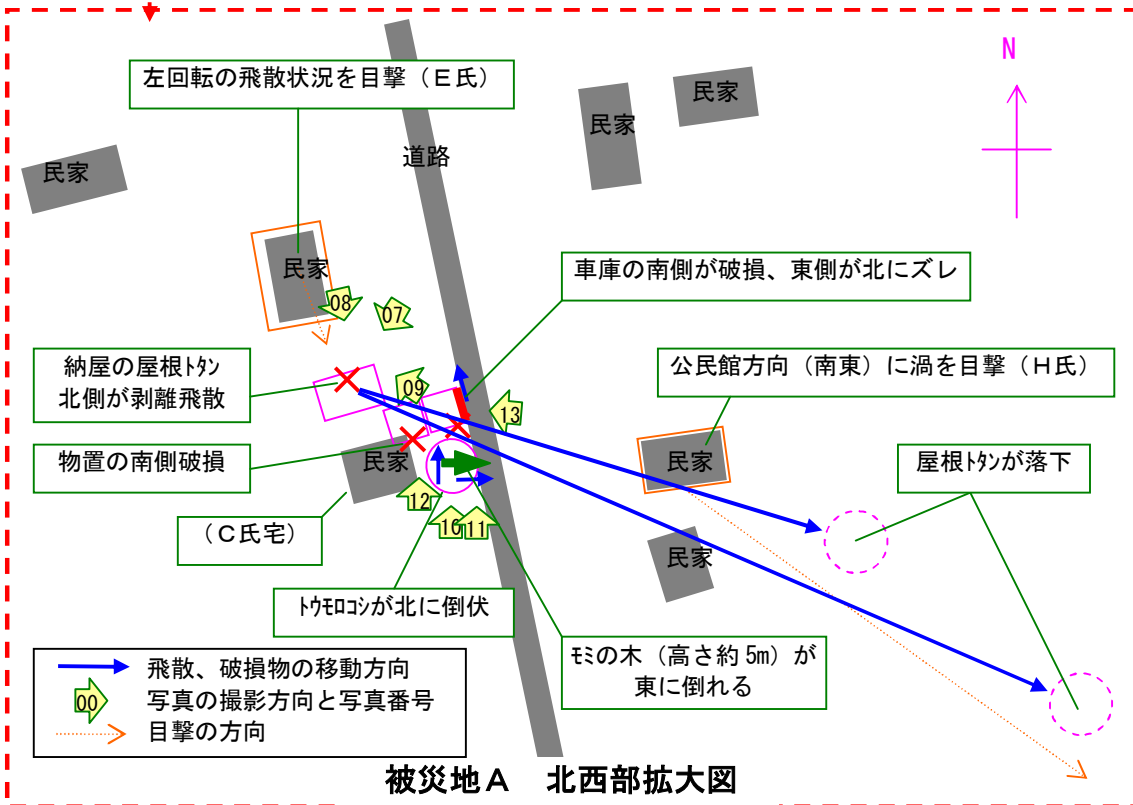 N
左回転の飛散状況を目撃（Ｅ氏）
民家
民家
道路
民家
民家
車庫の南側が破損、東側が北にズレ
08
07
納屋の屋根ﾄﾀﾝ
北側が剥離飛散
09
13
公民館方向（南東）に渦を目撃（Ｈ氏）
物置の南側破損
民家
民家
屋根ﾄﾀﾝが落下
12
10
11
（Ｃ氏宅）
民家
ﾄｳﾓﾛｺｼが北に倒伏
ﾓﾐの木（高さ約 5m）が
東に倒れる
飛散、破損物の移動方向
00
写真の撮影方向と写真番号
目撃の方向
被災地Ａ　北西部拡大図
民家